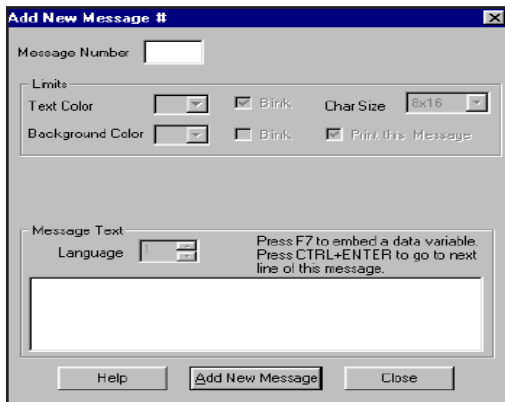 Add New Message #
Message Number
Limits
Text Color Blink Char Size 8x16
Background Color Blink Print this Message
Message Text
Language 1
Press F7 to embed a data variable.
Press CTRL+ENTER to go to next
line of this message.
Help Add New Message Close